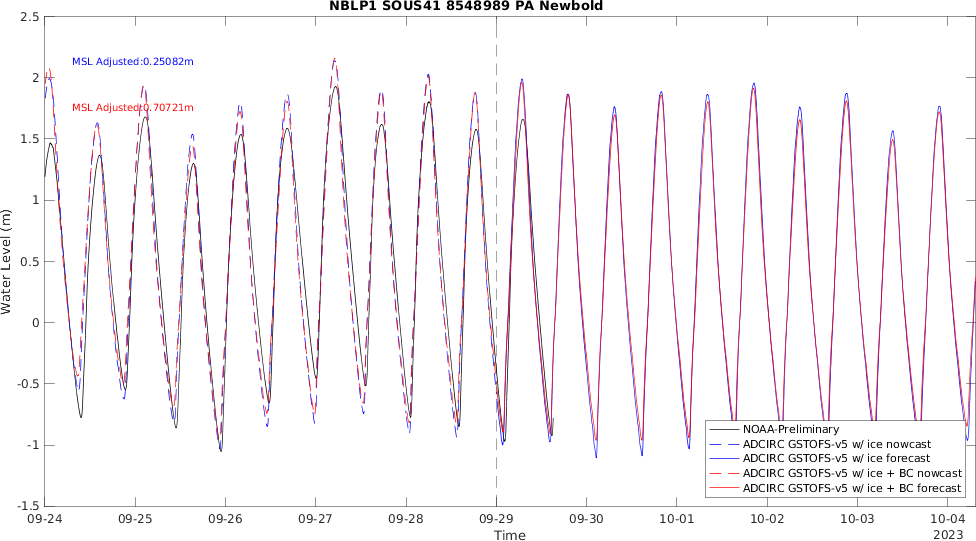 NBLP1 SOUS41 8548989 PA Newbold
2.5
2
1.5
1
0.5
0
-0.5
-1
-1.5
Water Level (m)
MSL Adjusted:0.25082m
MSL Adjusted:0.70721m
NOAA-Preliminary
ADCIRC GSTOFS-v5 w/ ice nowcast
ADCIRC GSTOFS-v5 w/ ice forecast
ADCIRC GSTOFS-v5 w/ ice + BC nowcast
ADCIRC GSTOFS-v5 w/ ice + BC forecast
09-24 09-25 09-26 09-27 09-28 09-29 09-30 10-01 10-02 10-03 10-04
Time
2023